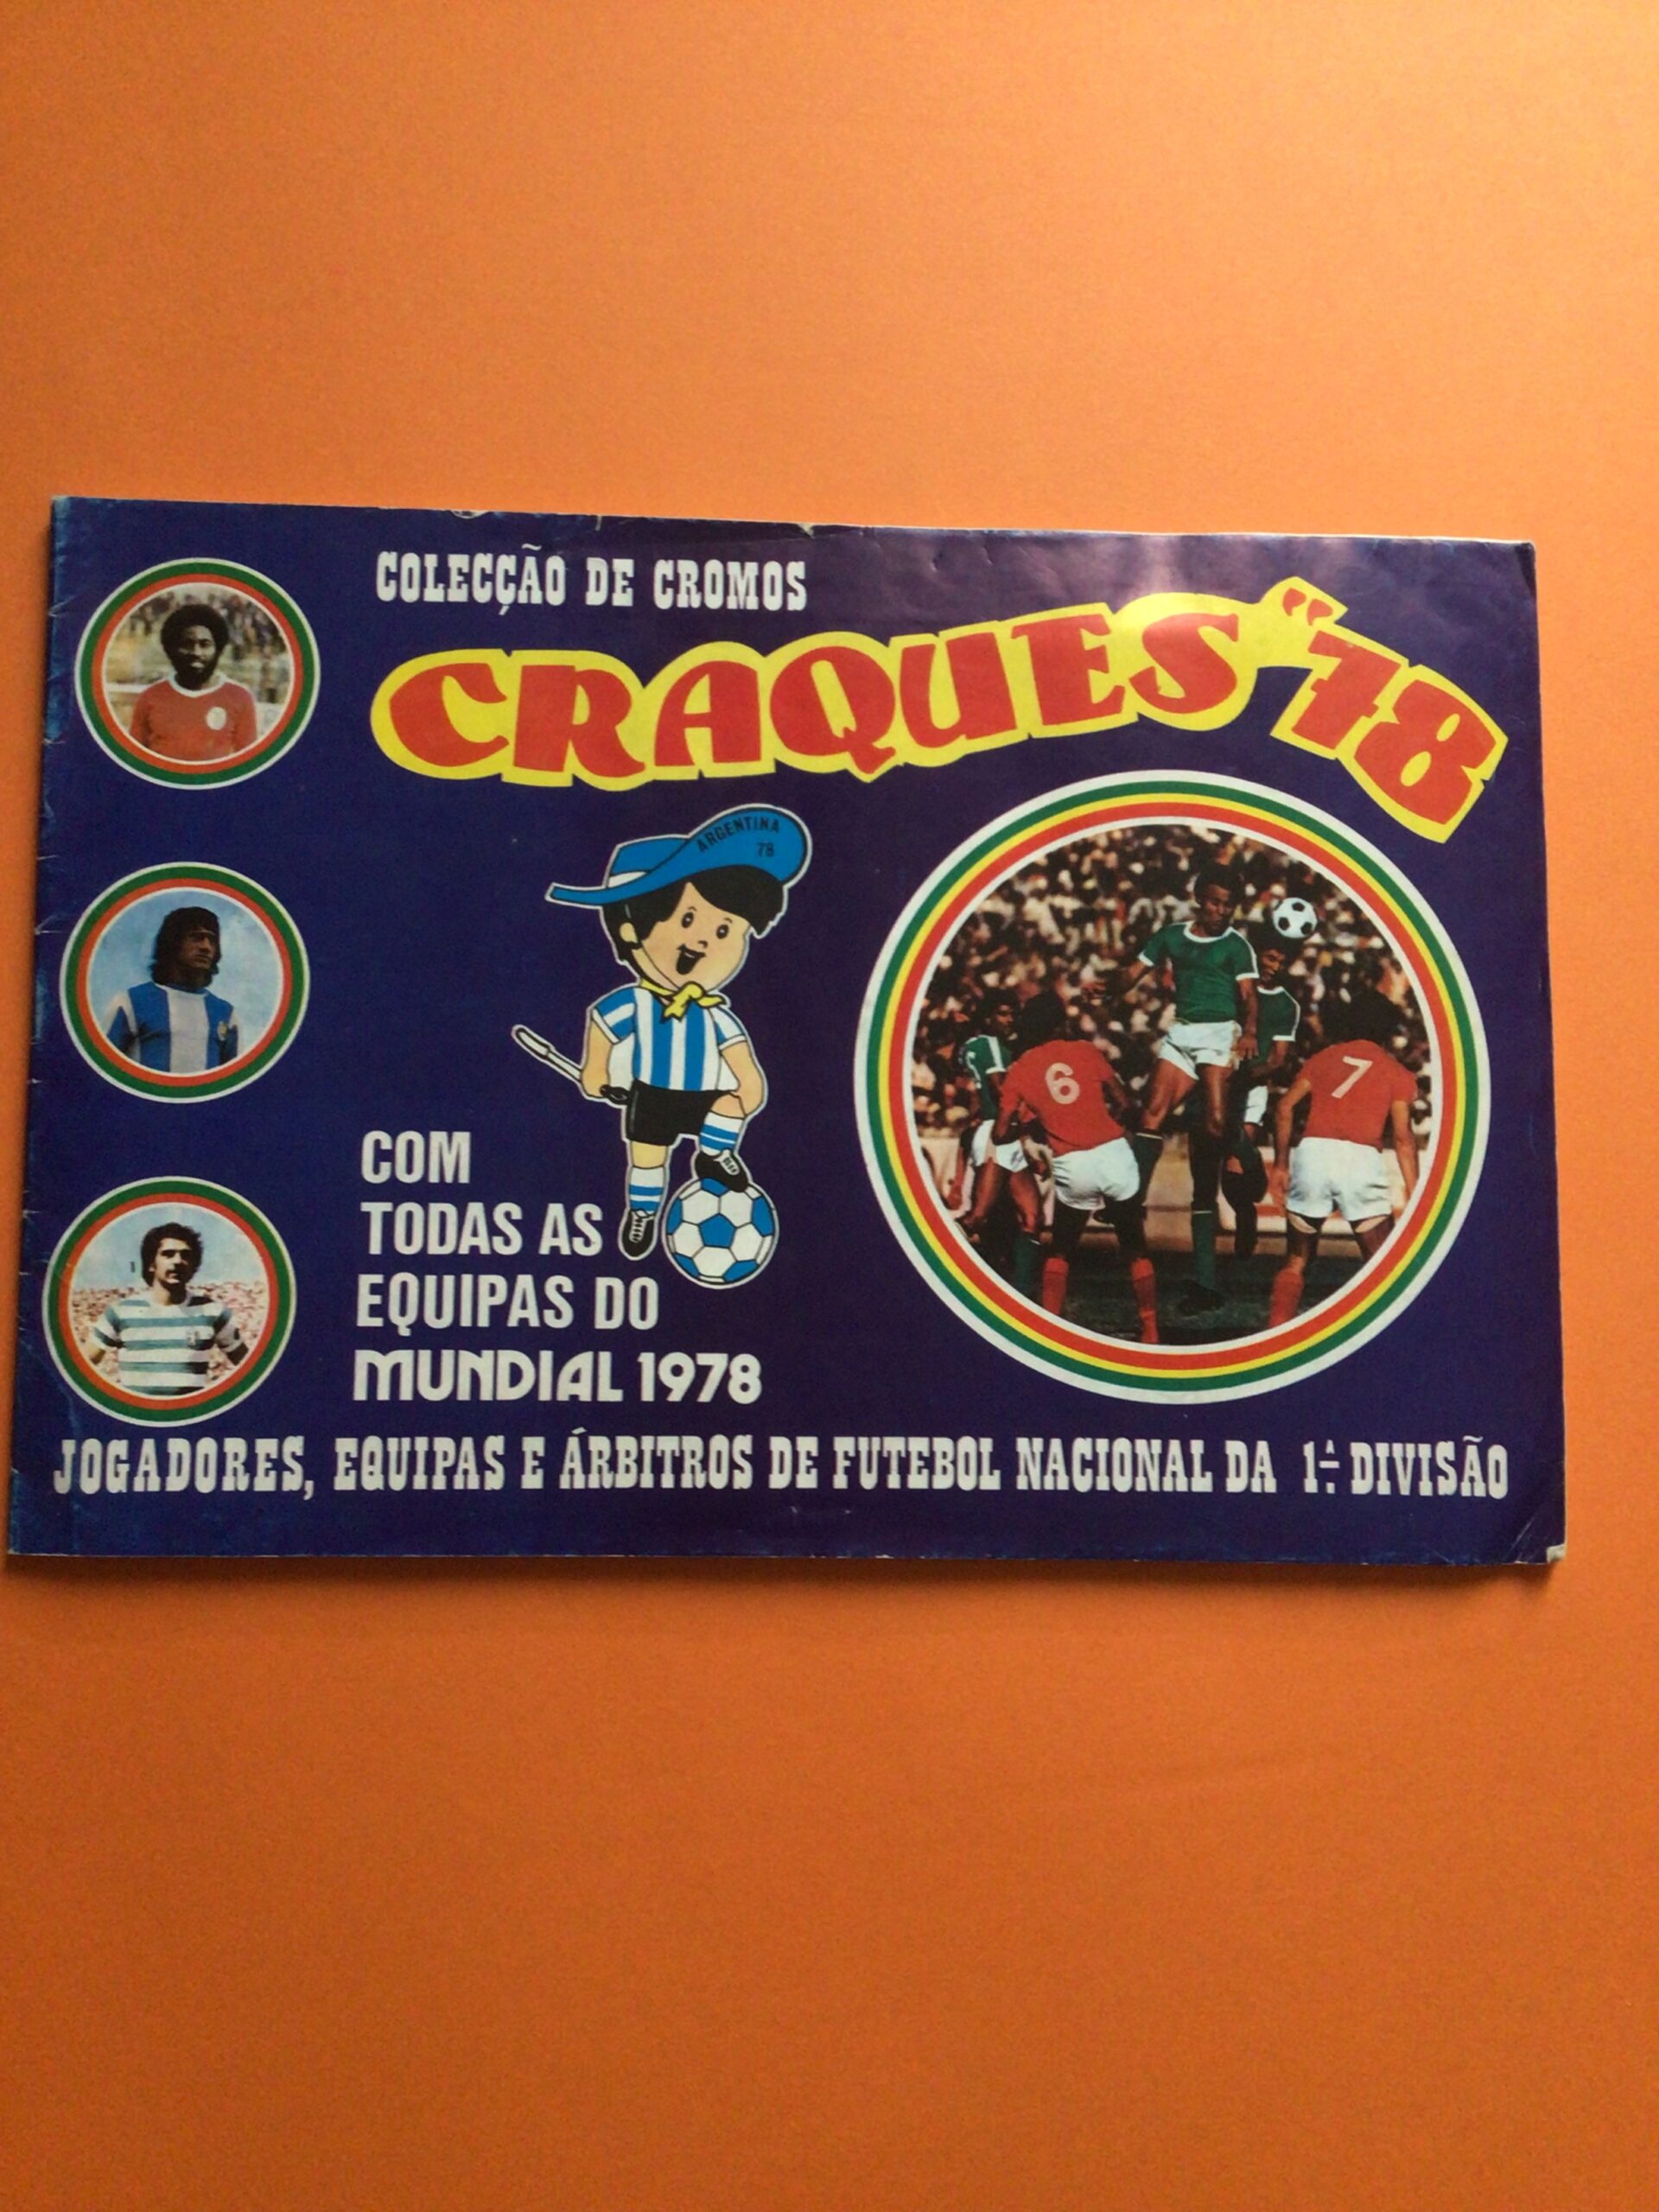 COLECÇÃO DE CROMOS
CRAQUES "78
ARGENTINA
78
6
7
COM
TODAS AS
EQUIPAS DO
MUNDIAL 1978
JOGADORES, EQUIPAS E ÁRBITROS DE FUTEBOL NACIONAL DA 1.ª DIVISÃO